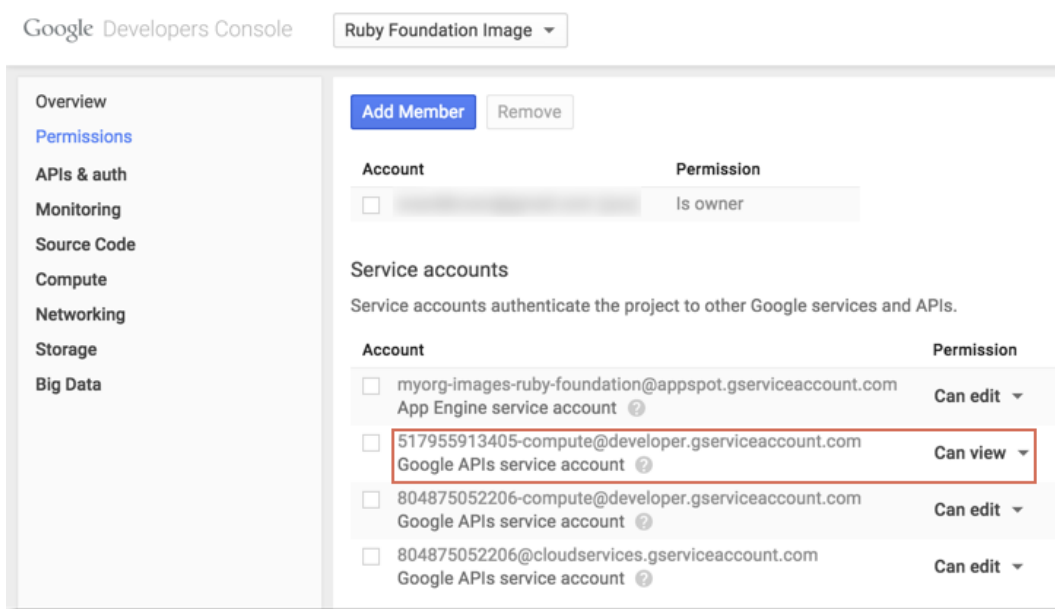 Google Developers Console
Ruby Foundation Image
Overview
Permissions
APIs & auth
Monitoring
Source Code
Compute
Networking
Storage
Big Data
Add Member Remove
Account Permission
Is owner
Service accounts
Service accounts authenticate the project to other Google services and APIs.
Account Permission
myorg-images-ruby-foundation@appspot.gserviceaccount.com
App Engine service account ?
Can edit
517955913405-compute@developer.gserviceaccount.com
Google APIs service account ?
Can view
804875052206-compute@developer.gserviceaccount.com
Google APIs service account ?
Can edit
804875052206@cloudservices.gserviceaccount.com
Google APIs service account ?
Can edit